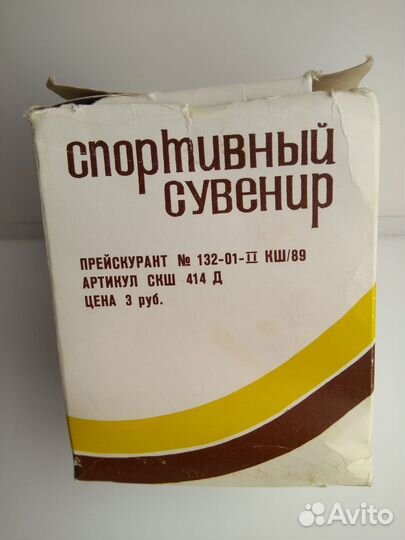 спортивный
сувенир
ПРЕЙСКУРАНТ № 132-01-II КШ/89
АРТИКУЛ СКШ 414 Д
ЦЕНА 3 руб.
Avito